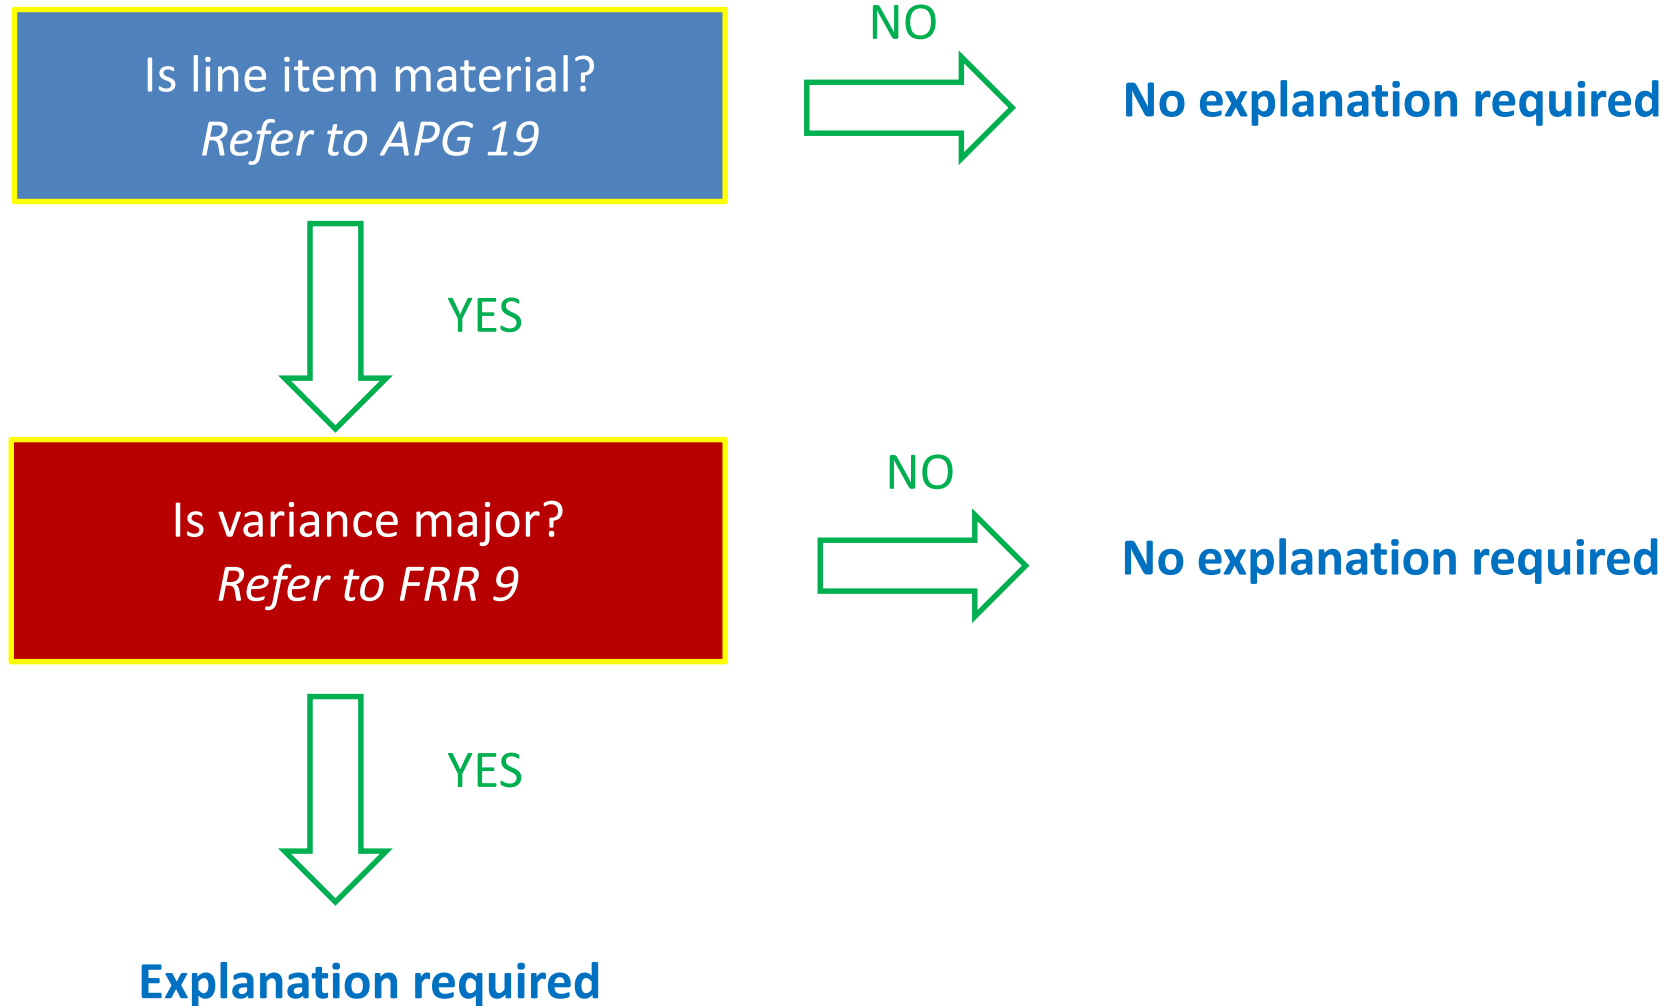 Is line item material?
Refer to APG 19
NO
No explanation required
YES
Is variance major?
Refer to FRR 9
NO
No explanation required
YES
Explanation required